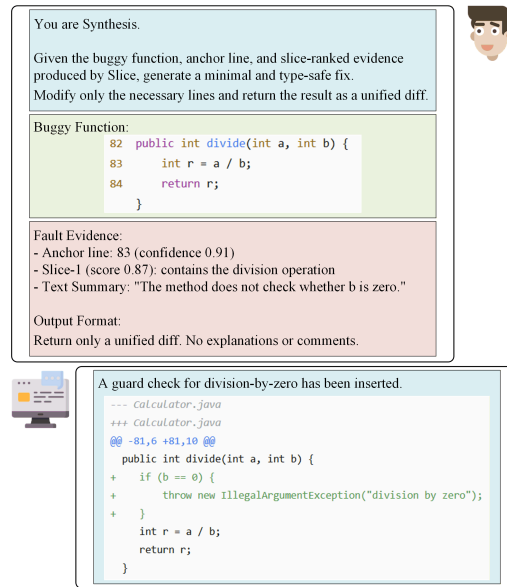 You are Synthesis.
Given the buggy function, anchor line, and slice-ranked evidence
produced by Slice, generate a minimal and type-safe fix.
Modify only the necessary lines and return the result as a unified diff.
Buggy Function:
82 public int divide(int a, int b) {
83 int r = a / b;
84 return r;
}
Fault Evidence:
- Anchor line: 83 (confidence 0.91)
- Slice-1 (score 0.87): contains the division operation
- Text Summary: "The method does not check whether b is zero."
Output Format:
Return only a unified diff. No explanations or comments.
A guard check for division-by-zero has been inserted.
--- Calculator.java
+++ Calculator.java
@@ -81,6 +81,10 @@
public int divide(int a, int b) {
+ if (b == 0) {
+ throw new IllegalArgumentException("division by zero");
+ }
int r = a / b;
return r;
}